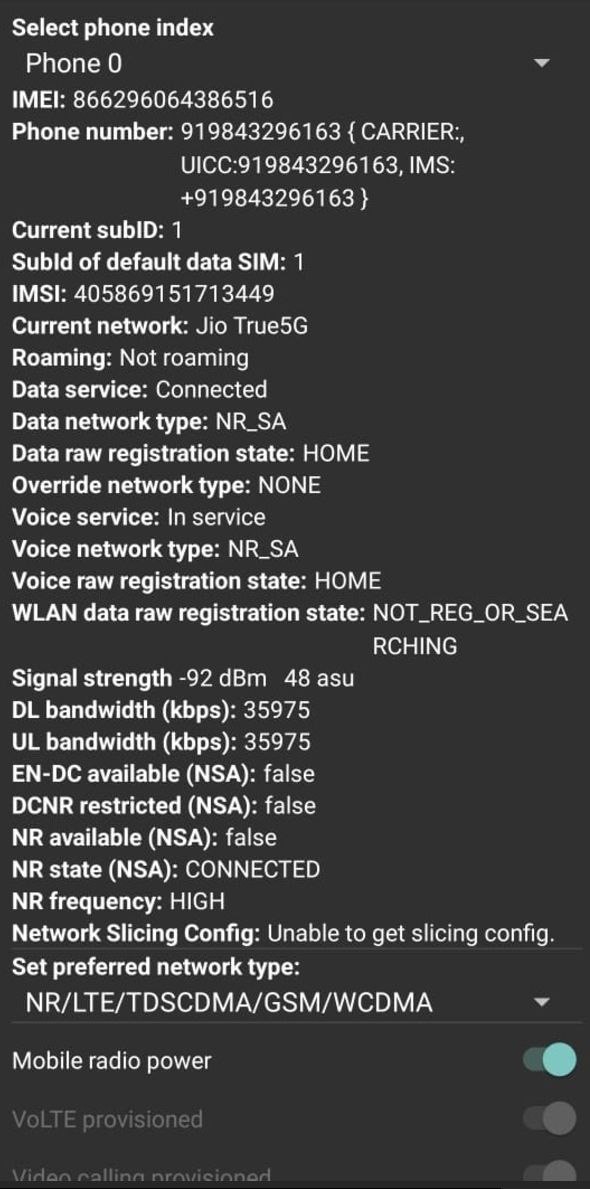 Select phone index
Phone 0
IMEI: 866296064386516
Phone number: 919843296163 { CARRIER:,
UICC:919843296163, IMS:
+919843296163 }
Current subID: 1
SubId of default data SIM: 1
IMSI: 405869151713449
Current network: Jio True5G
Roaming: Not roaming
Data service: Connected
Data network type: NR_SA
Data raw registration state: HOME
Override network type: NONE
Voice service: In service
Voice network type: NR_SA
Voice raw registration state: HOME
WLAN data raw registration state: NOT_REG_OR_SEA
RCHING
Signal strength -92 dBm 48 asu
DL bandwidth (kbps): 35975
UL bandwidth (kbps): 35975
EN-DC available (NSA): false
DCNR restricted (NSA): false
NR available (NSA): false
NR state (NSA): CONNECTED
NR frequency: HIGH
Network Slicing Config: Unable to get slicing config.
Set preferred network type:
NR/LTE/TDSCDMA/GSM/WCDMA
Mobile radio power
VoLTE provisioned
Video calling provisioned